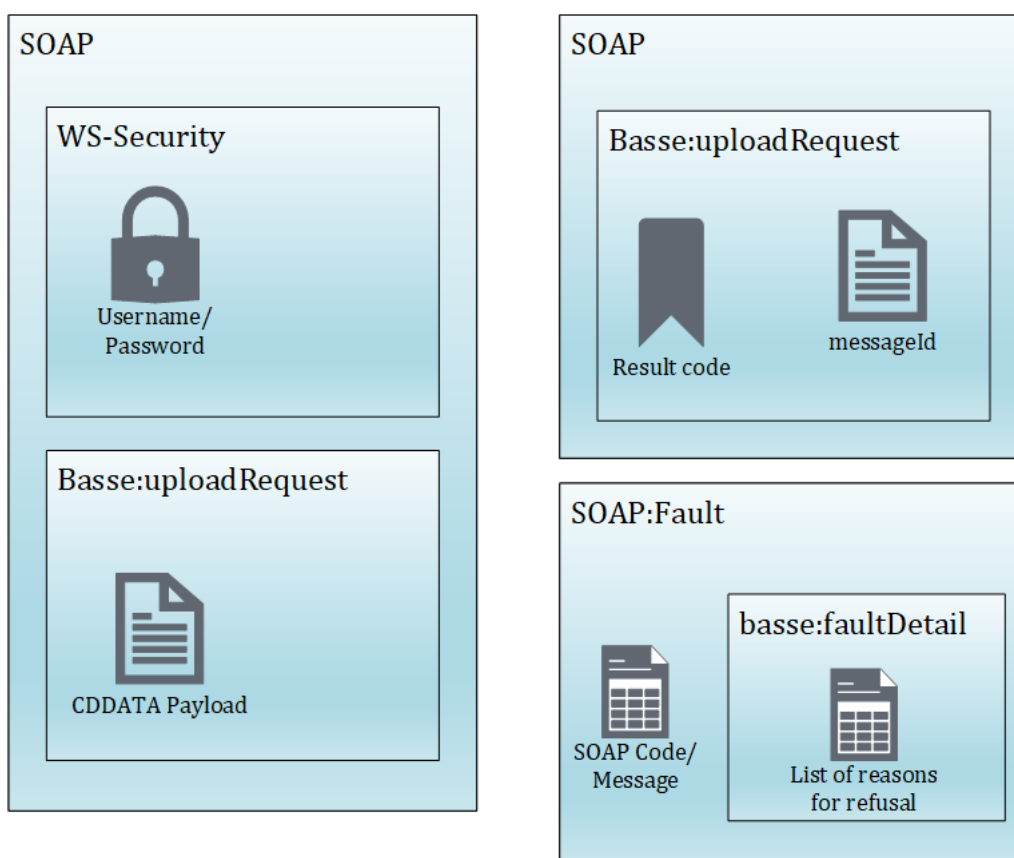 SOAP
WS-Security
Username/
Password
Basse:uploadRequest
CDDATA Payload
SOAP
Basse:uploadRequest
Result code
messageId
SOAP:Fault
SOAP Code/
Message
basse:faultDetail
List of reasons
for refusal